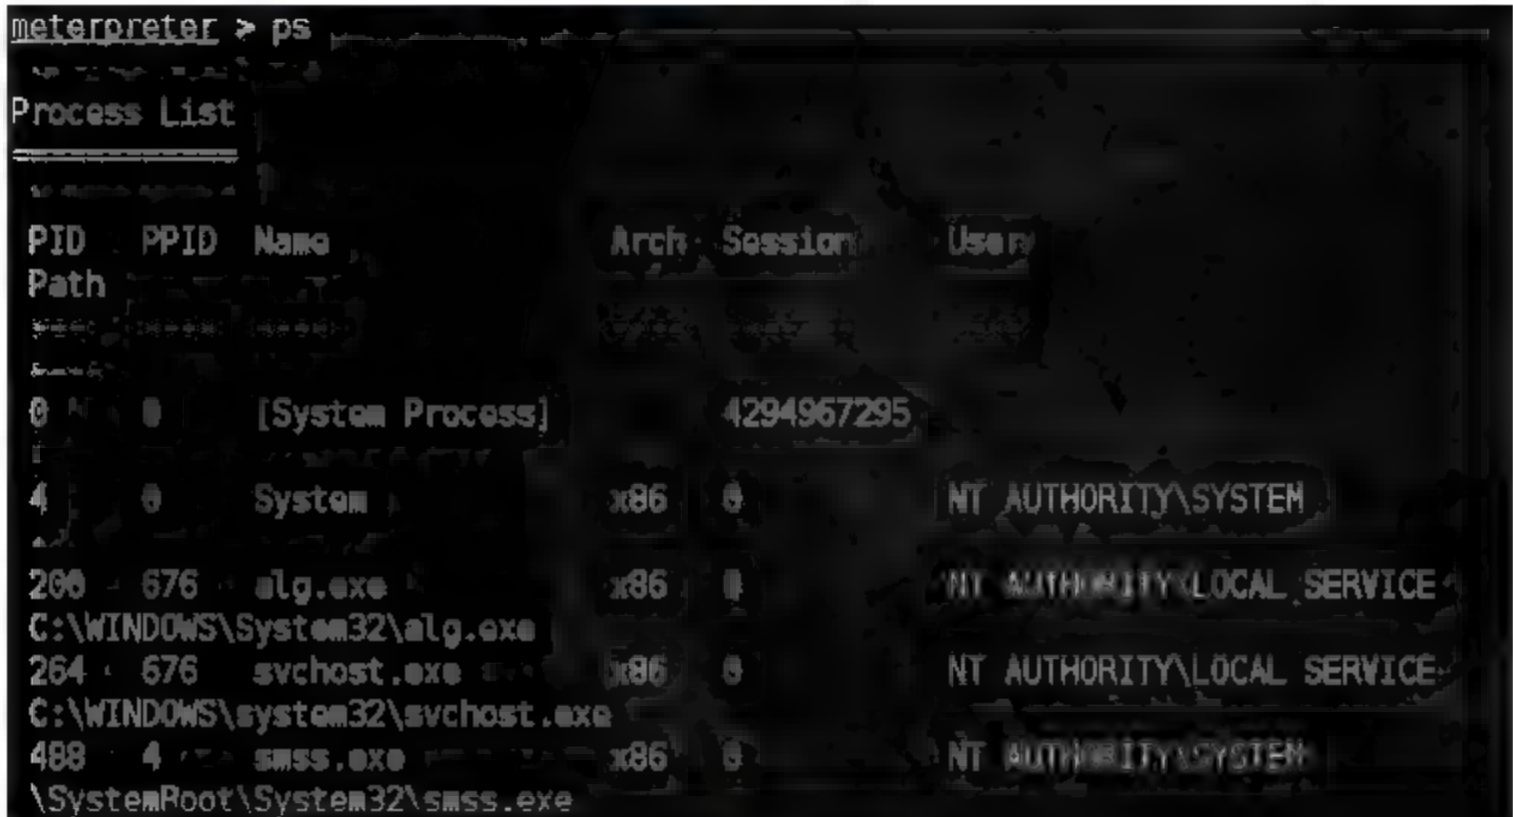 meterpreter > ps
Process List
============
PID PPID Name Arch Session User
Path
--- ---- ---- ---- ------- ----
----
0 0 [System Process] 4294967295
4 0 System x86 0 NT AUTHORITY\SYSTEM
200 676 alg.exe x86 0 NT AUTHORITY\LOCAL SERVICE
C:\WINDOWS\System32\alg.exe
264 676 svchost.exe x86 0 NT AUTHORITY\LOCAL SERVICE
C:\WINDOWS\system32\svchost.exe
488 4 smss.exe x86 0 NT AUTHORITY\SYSTEM
\SystemRoot\System32\smss.exe